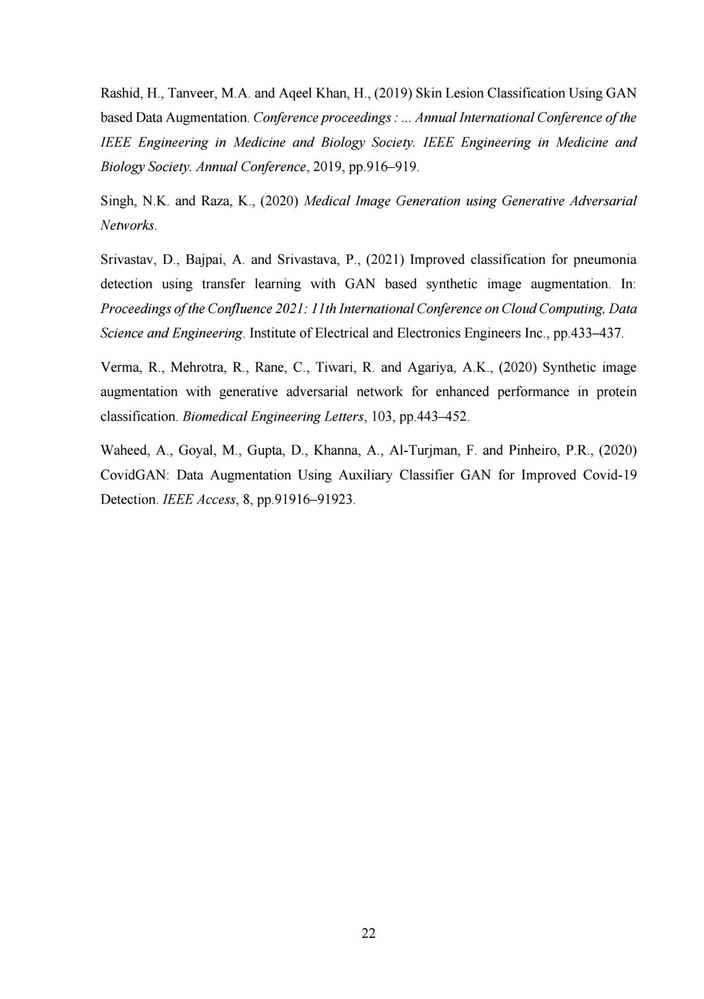 Rashid, H., Tanveer, M.A. and Aqeel Khan, H., (2019) Skin Lesion Classification Using GAN
based Data Augmentation. Conference proceedings : ... Annual International Conference of the
IEEE Engineering in Medicine and Biology Society. IEEE Engineering in Medicine and
Biology Society. Annual Conference, 2019, pp.916–919.
Singh, N.K. and Raza, K., (2020) Medical Image Generation using Generative Adversarial
Networks.
Srivastav, D., Bajpai, A. and Srivastava, P., (2021) Improved classification for pneumonia
detection using transfer learning with GAN based synthetic image augmentation. In:
Proceedings of the Confluence 2021: 11th International Conference on Cloud Computing, Data
Science and Engineering. Institute of Electrical and Electronics Engineers Inc., pp.433–437.
Verma, R., Mehrotra, R., Rane, C., Tiwari, R. and Agariya, A.K., (2020) Synthetic image
augmentation with generative adversarial network for enhanced performance in protein
classification. Biomedical Engineering Letters, 103, pp.443–452.
Waheed, A., Goyal, M., Gupta, D., Khanna, A., Al-Turjman, F. and Pinheiro, P.R., (2020)
CovidGAN: Data Augmentation Using Auxiliary Classifier GAN for Improved Covid-19
Detection. IEEE Access, 8, pp.91916–91923.
22